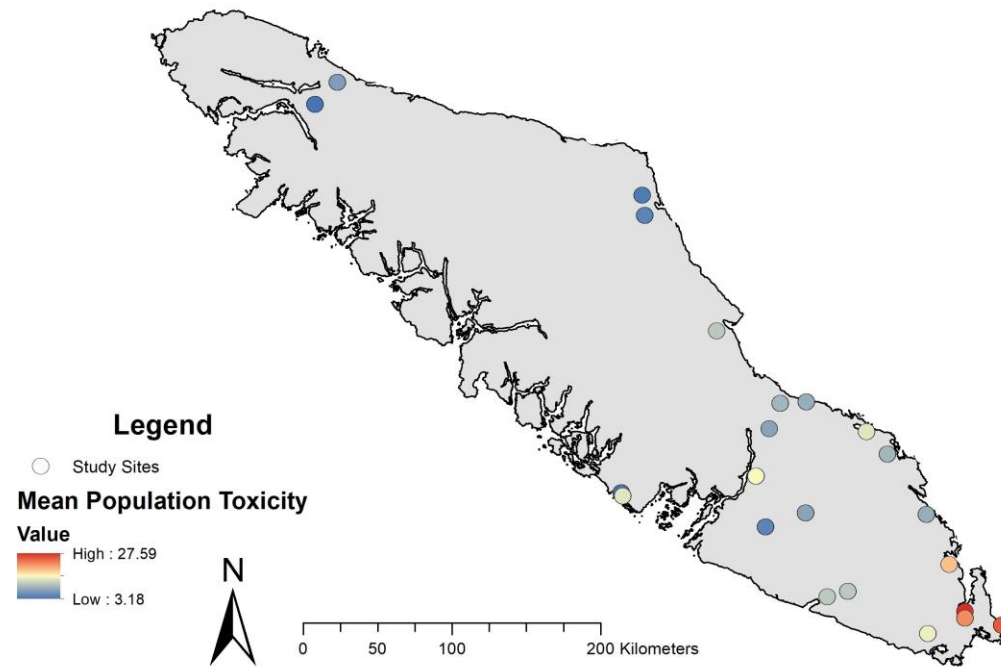 Legend
Study Sites
Mean Population Toxicity
Value
High : 27.59
Low : 3.18
N
0 50 100 200 Kilometers